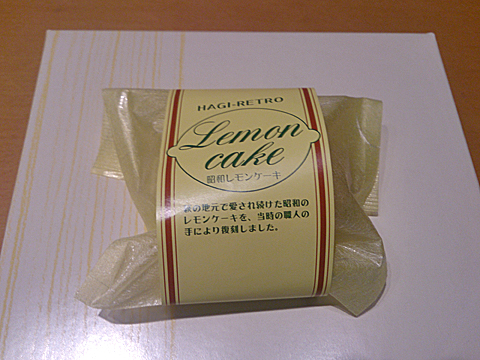 HAGI-RETRO
Lemon
cake
昭和レモンケーキ
萩の地元で愛され続けた昭和の
レモンケーキを、当時の職人の
手により復刻しました。